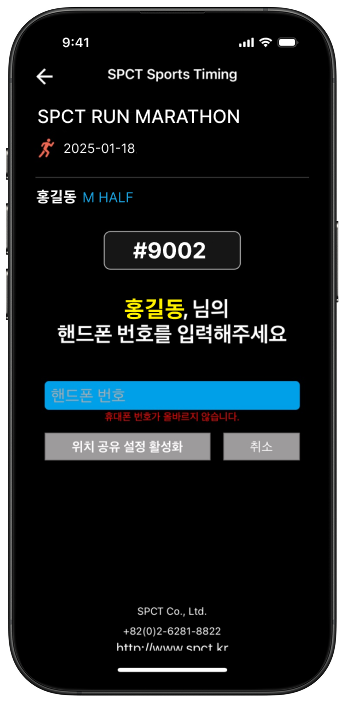 9:41
SPCT Sports Timing
SPCT RUN MARATHON
2025-01-18
홍길동 M HALF
#9002
홍길동, 님의
핸드폰 번호를 입력해주세요
핸드폰 번호
휴대폰 번호가 올바르지 않습니다.
위치 공유 설정 활성화 취소
SPCT Co., Ltd.
+82(0)2-6281-8822
http://www.spct.kr